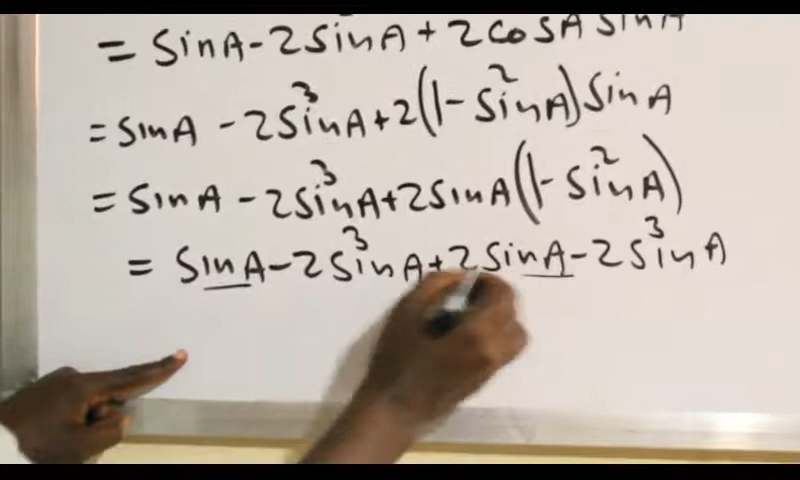 = SinA - 2SinA + 2COSA SinA
= SinA - 2Sin³A + 2(1 - Sin²A)SinA
= SinA - 2Sin³A + 2SinA(1 - Sin²A)
= SinA - 2Sin³A + 2SinA - 2Sin³A